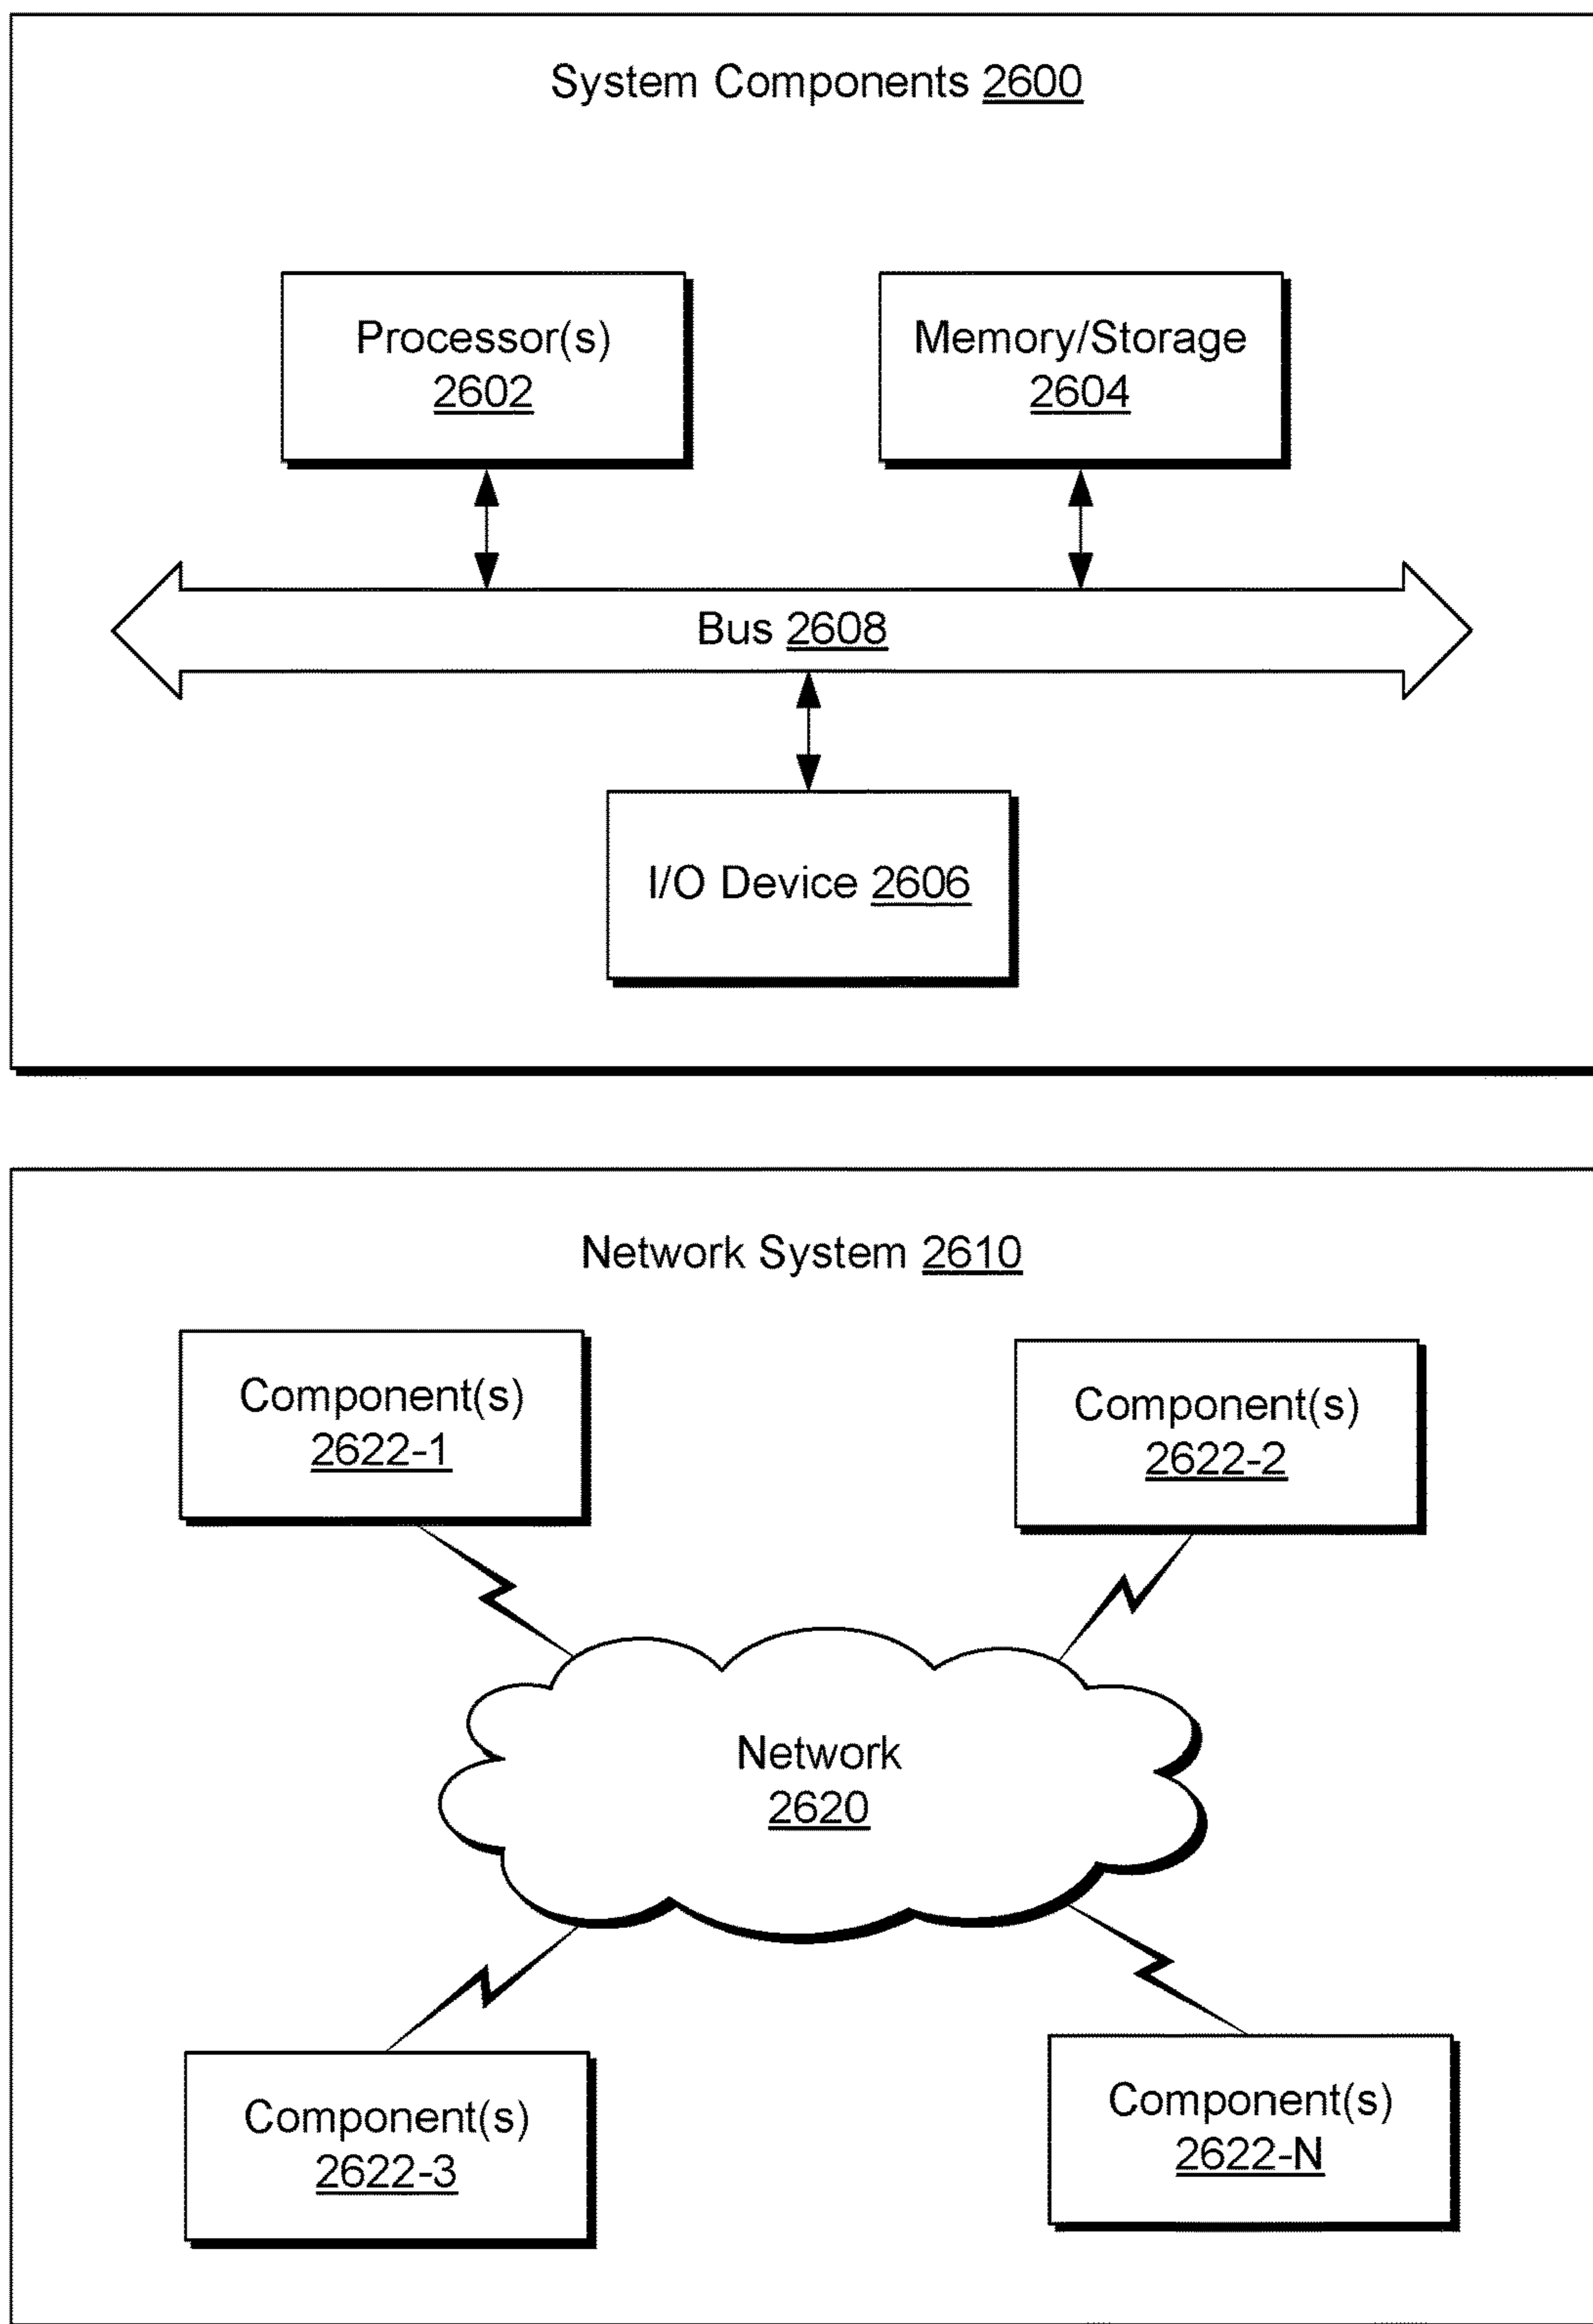 System Components 2600
Processor(s)
2602
Memory/Storage
2604
Bus 2608
I/O Device 2606
Network System 2610
Component(s)
2622-1
Component(s)
2622-2
Network
2620
Component(s)
2622-3
Component(s)
2622-N